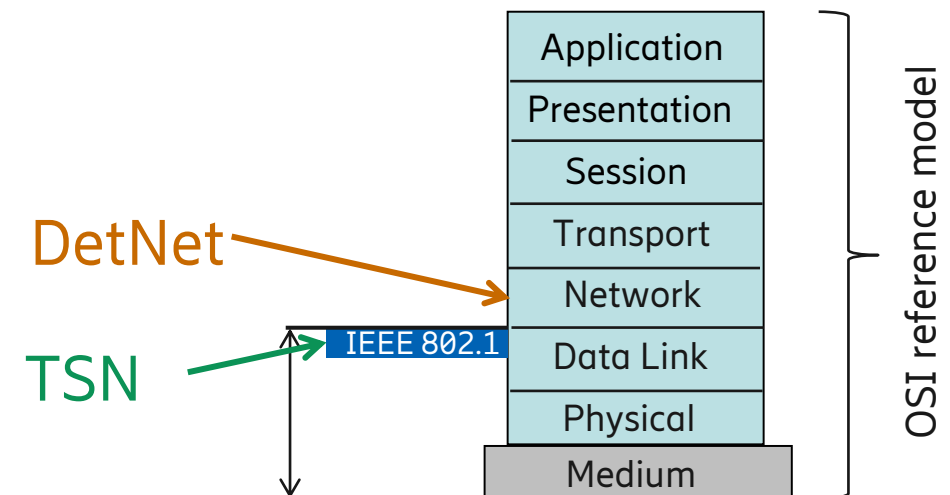 Application
Presentation
Session
Transport
Network
Data Link
Physical
Medium
DetNet
TSN
IEEE 802.1
OSI reference model